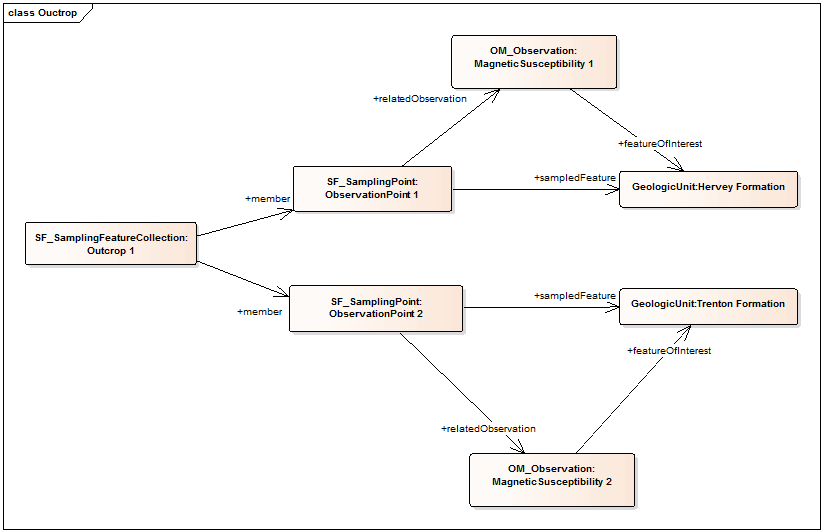 class Ouctrop
OM_Observation:
MagneticSusceptibility 1
+relatedObservation
+featureOfInterest
SF_SamplingPoint:
ObservationPoint 1
+sampledFeature
GeologicUnit:Hervey Formation
+member
SF_SamplingFeatureCollection:
Outcrop 1
+member
SF_SamplingPoint:
ObservationPoint 2
+sampledFeature
GeologicUnit:Trenton Formation
+featureOfInterest
+relatedObservation
OM_Observation:
MagneticSusceptibility 2